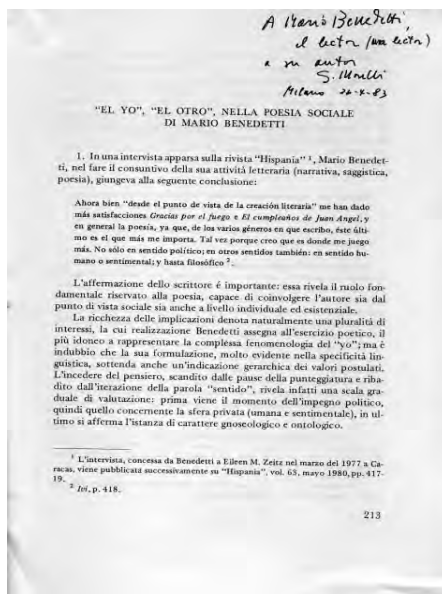 A Mario Benedetti,
el lector (un lector)
a su autor
G. Morelli
Milano 26-X-83
"EL YO", "EL OTRO", NELLA POESIA SOCIALE
DI MARIO BENEDETTI
1. In una intervista apparsa sulla rivista "Hispania" ¹, Mario Benedet-
ti, nel fare il consuntivo della sua attività letteraria (narrativa, saggistica,
poesia), giungeva alla seguente conclusione:
Ahora bien "desde el punto de vista de la creación literaria" me han dado
más satisfacciones Gracias por el fuego e El cumpleaños de Juan Angel, y
en general la poesía, ya que, de los varios géneros en que escribo, éste últi-
mo es el que más me importa. Tal vez porque creo que es donde me juego
más. No sólo en sentido político; en otros sentidos también: en sentido hu-
mano o sentimental; y hasta filosófico ².
L'affermazione dello scrittore è importante: essa rivela il ruolo fon-
damentale riservato alla poesia, capace di coinvolgere l'autore sia dal
punto di vista sociale sia anche a livello individuale ed esistenziale.
La ricchezza delle implicazioni denota naturalmente una pluralità di
interessi, la cui realizzazione Benedetti assegna all'esercizio poetico, il
più idoneo a rappresentare la complessa fenomenologia del "yo"; ma è
indubbio che la sua formulazione, molto evidente nella specificità lin-
guistica, sottenda anche un'indicazione gerarchica dei valori postulati.
L'incedere del pensiero, scandito dalle pause della punteggiatura e riba-
dito dall'iterazione della parola "sentido", rivela infatti una scala gra-
duale di valutazione: prima viene il momento dell'impegno politico,
quindi quello concernente la sfera privata (umana e sentimentale), in ul-
timo si afferma l'istanza di carattere gnoseologico e ontologico.
¹ L'intervista, concessa da Benedetti a Eileen M. Zeitz nel marzo del 1977 a Ca-
racas, viene pubblicata successivamente su "Hispania", vol. 63, mayo 1980, pp. 417-
19.
² Ivi, p. 418.
213